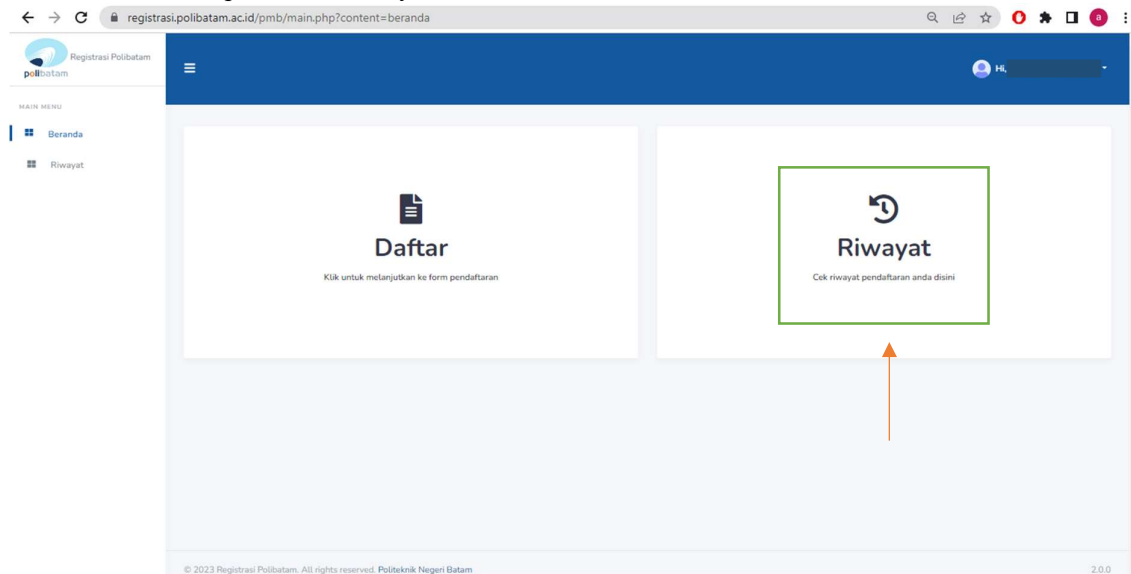 registrasi.polibatam.ac.id/pmb/main.php?content=beranda
a
Registrasi Polibatam
polibatam
Hi,
MAIN MENU
Beranda
Riwayat
Daftar
Klik untuk melanjutkan ke form pendaftaran
Riwayat
Cek riwayat pendaftaran anda disini
© 2023 Registrasi Polibatam. All rights reserved. Politeknik Negeri Batam
2.0.0